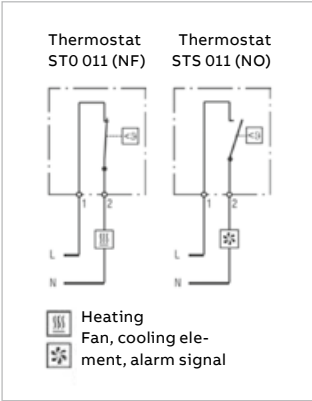 Thermostat Thermostat
ST0 011 (NF) STS 011 (NO)
1 2 1 2
L L
N N
Heating
Fan, cooling ele-
ment, alarm signal